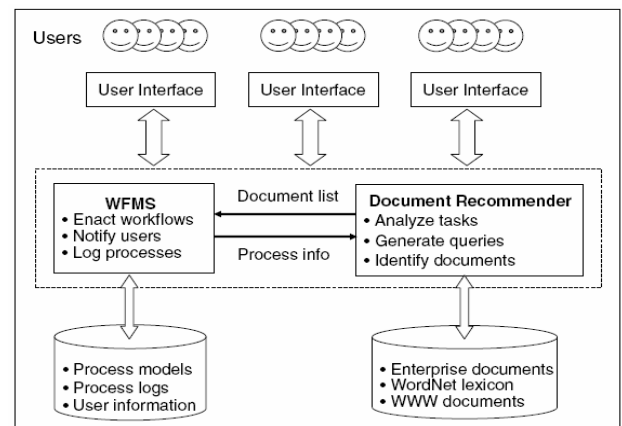 Users
User Interface
User Interface
User Interface
WFMS
• Enact workflows
• Notify users
• Log processes
Document list
Process info
Document Recommender
• Analyze tasks
• Generate queries
• Identify documents
• Process models
• Process logs
• User information
• Enterprise documents
• WordNet lexicon
• WWW documents